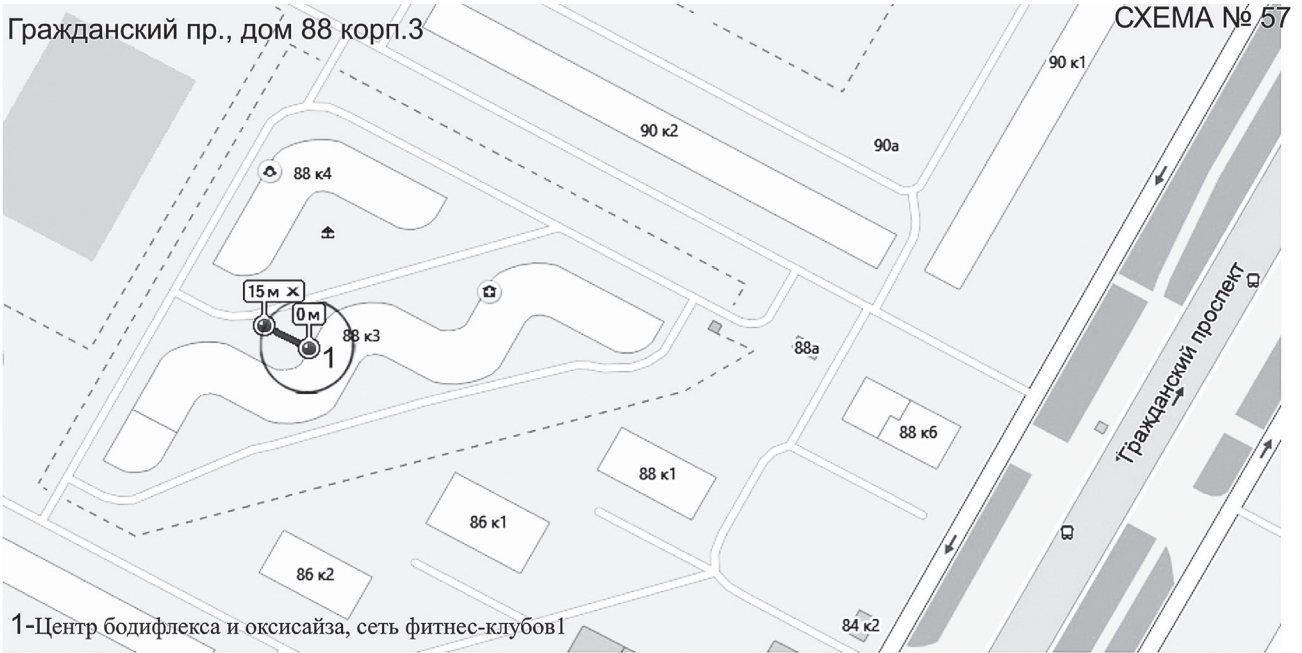 Гражданский пр., дом 88 корп.3
СХЕМА № 57
90 к1
90 к2
90а
88 к4
15 м
0 м
88 к3
1
88а
Гражданский проспект
88 к6
88 к1
86 к1
86 к2
84 к2
1-Центр бодифлекса и оксисайза, сеть фитнес-клубов1